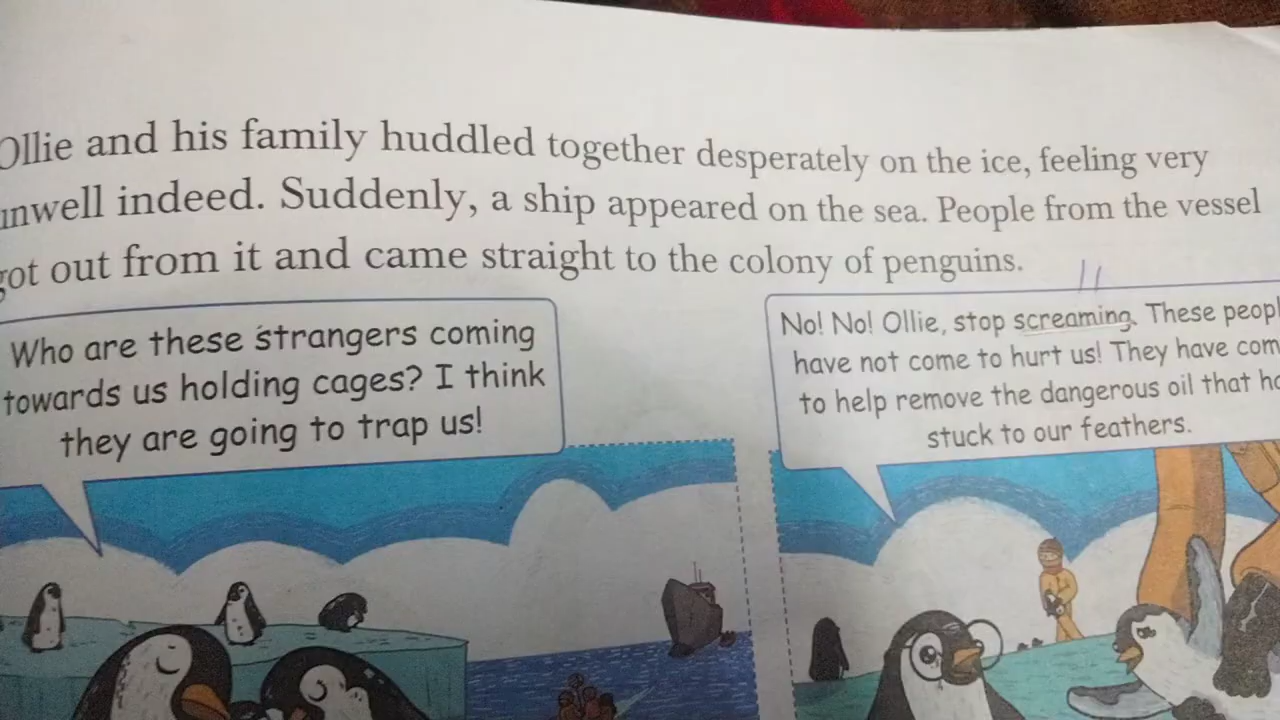 Ollie and his family huddled together desperately on the ice, feeling very
unwell indeed. Suddenly, a ship appeared on the sea. People from the vessel
got out from it and came straight to the colony of penguins.
Who are these strangers coming
towards us holding cages? I think
they are going to trap us!
No! No! Ollie, stop screaming. These peopl
have not come to hurt us! They have com
to help remove the dangerous oil that ha
stuck to our feathers.